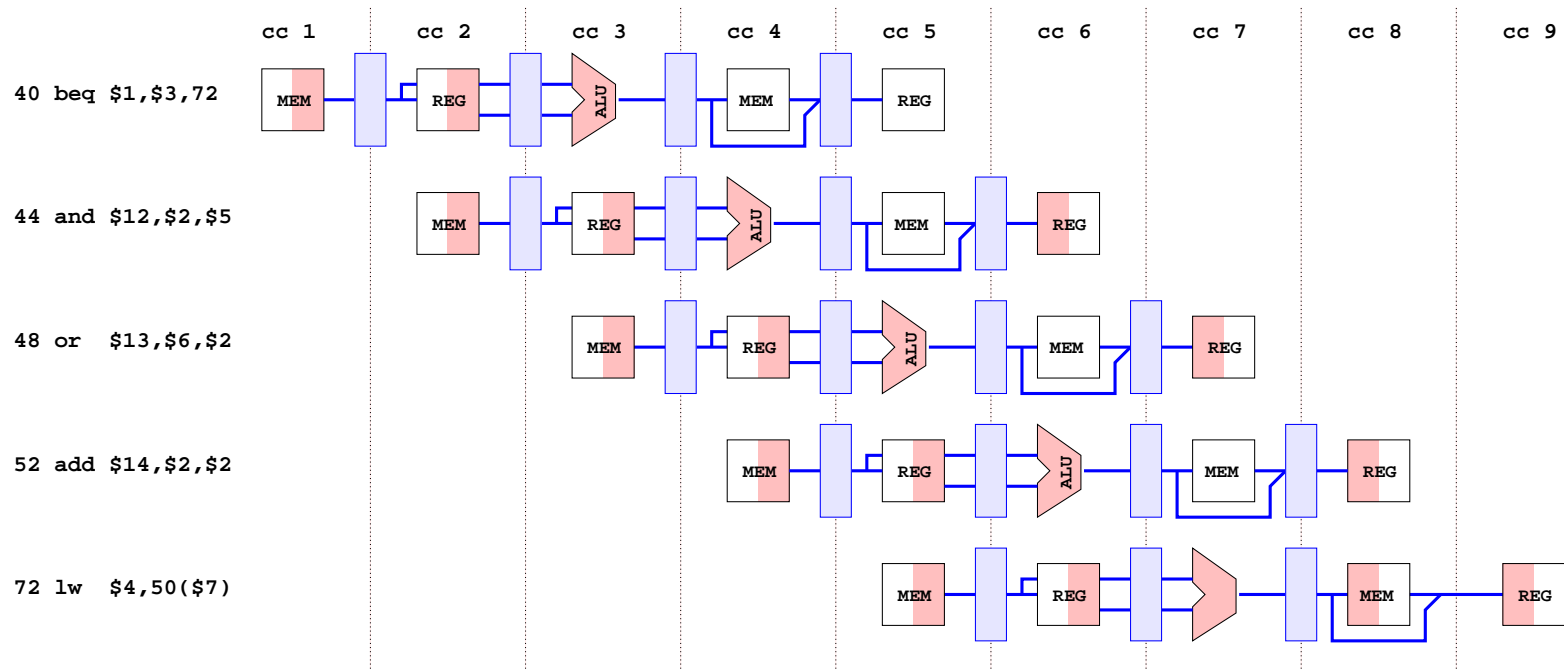 cc 1 cc 2 cc 3 cc 4 cc 5 cc 6 cc 7 cc 8 cc 9
40 beq $1,$3,72 MEM REG ALU MEM REG
44 and $12,$2,$5 MEM REG ALU MEM REG
48 or $13,$6,$2 MEM REG ALU MEM REG
52 add $14,$2,$2 MEM REG ALU MEM REG
72 lw $4,50($7) MEM REG MEM REG